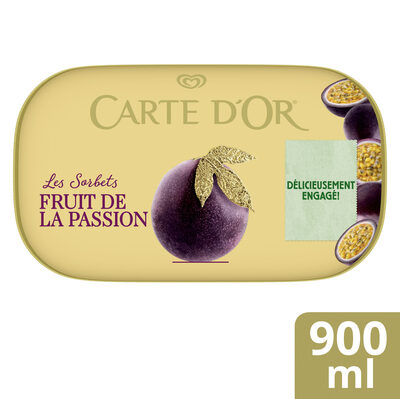 CARTE D'OR
Les Sorbets
FRUIT DE
LA PASSION
DÉLICIEUSEMENT
ENGAGÉ!
900
ml